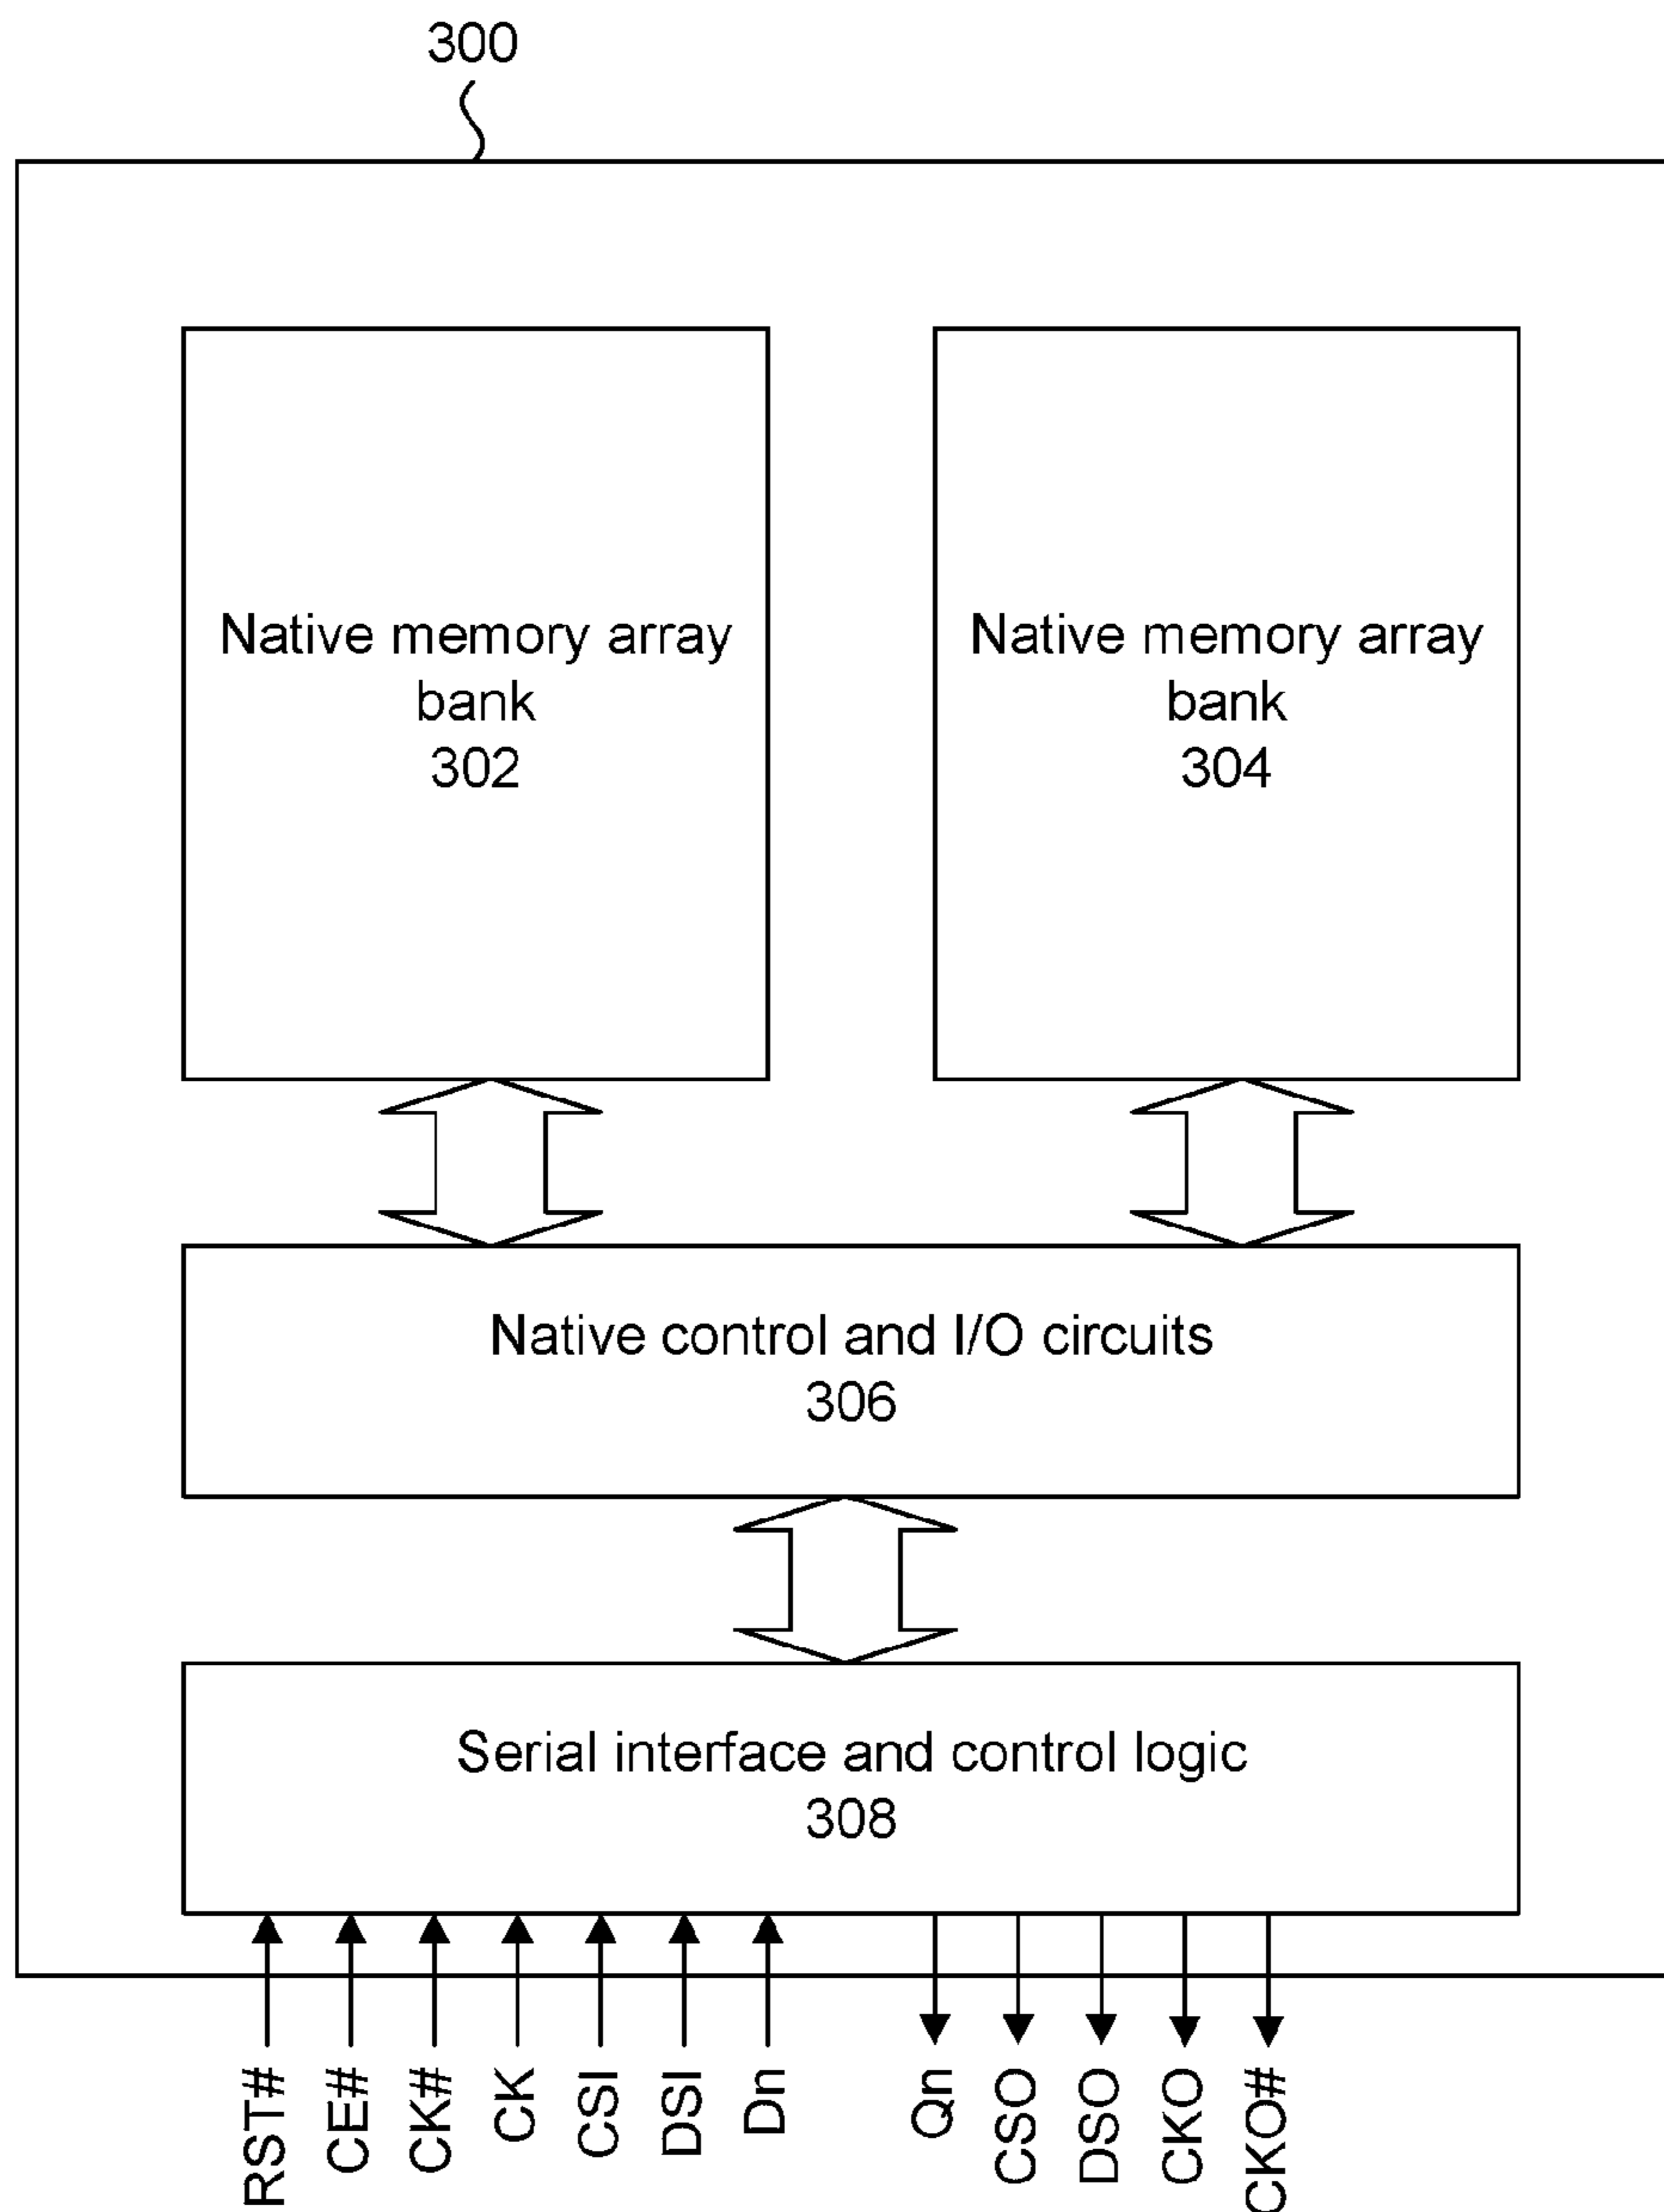 300
Native memory array
bank
302
Native memory array
bank
304
Native control and I/O circuits
306
Serial interface and control logic
308
RST#
CE#
CK#
CK
CSI
DSI
Dn
Qn
CSO
DSO
CKO
CKO#